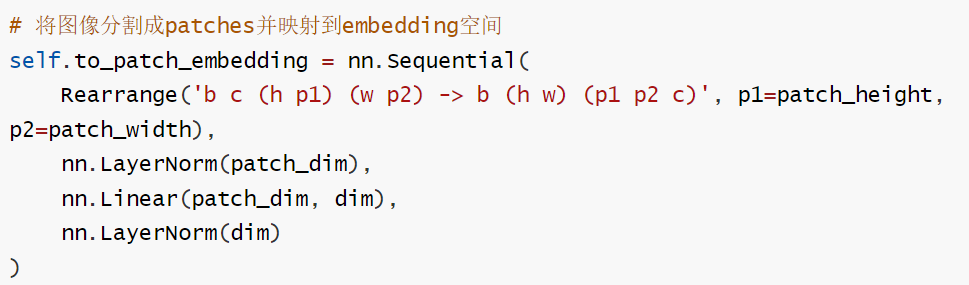 # 将图像分割成patches并映射到embedding空间
self.to_patch_embedding = nn.Sequential(
    Rearrange('b c (h p1) (w p2) -> b (h w) (p1 p2 c)', p1=patch_height,
p2=patch_width),
    nn.LayerNorm(patch_dim),
    nn.Linear(patch_dim, dim),
    nn.LayerNorm(dim)
)